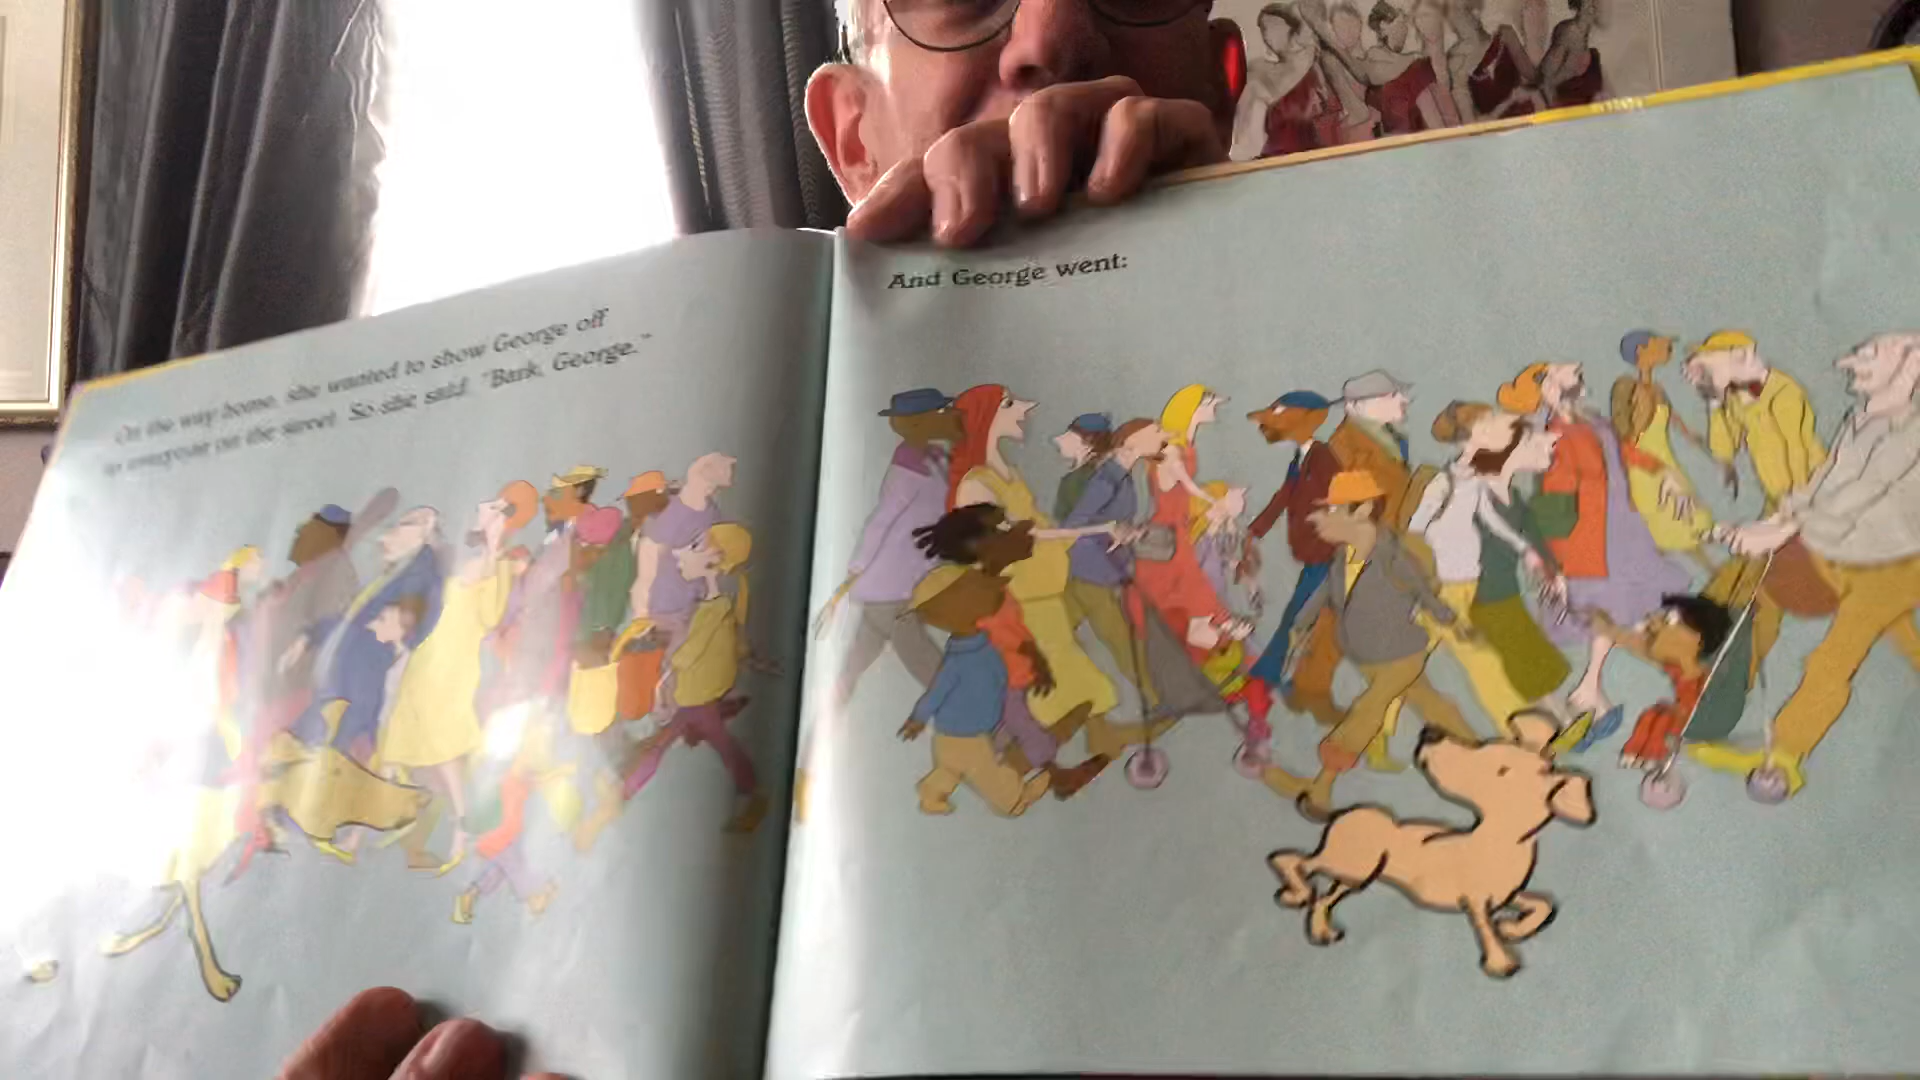 On the way home, she wanted to show George off
to everyone on the street. So she said, "Bark, George."
And George went: